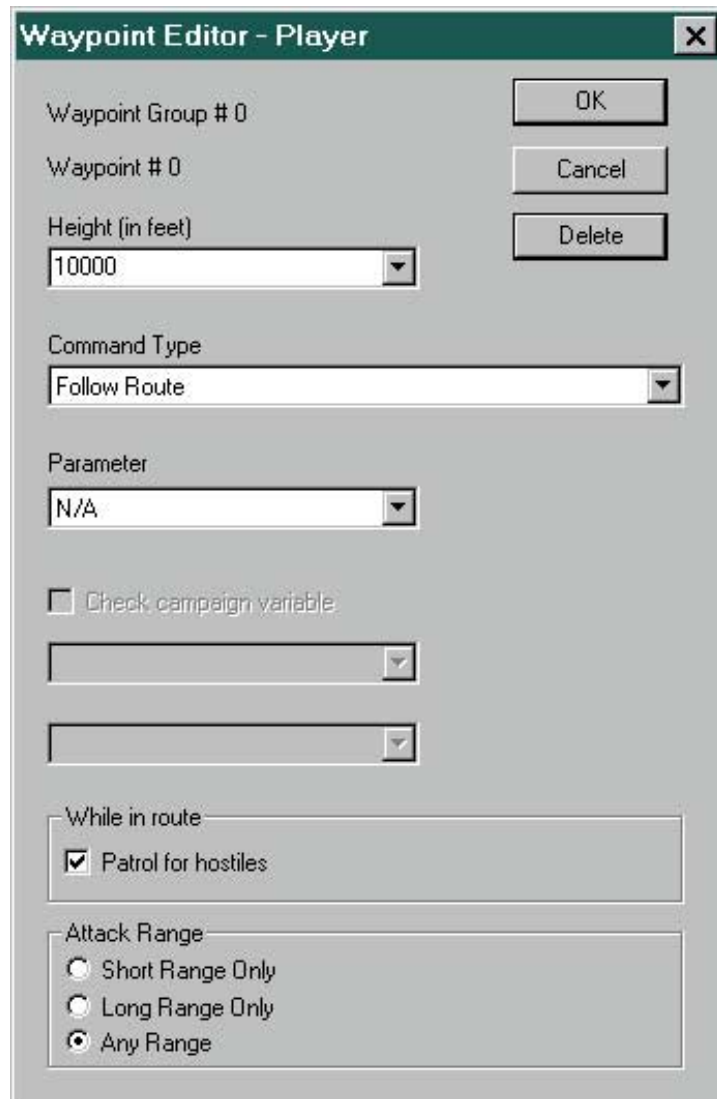 Waypoint Editor - Player
Waypoint Group # 0
OK
Waypoint # 0
Cancel
Height (in feet)
Delete
10000
Command Type
Follow Route
Parameter
N/A
Check campaign variable
While in route
Patrol for hostiles
Attack Range
Short Range Only
Long Range Only
Any Range